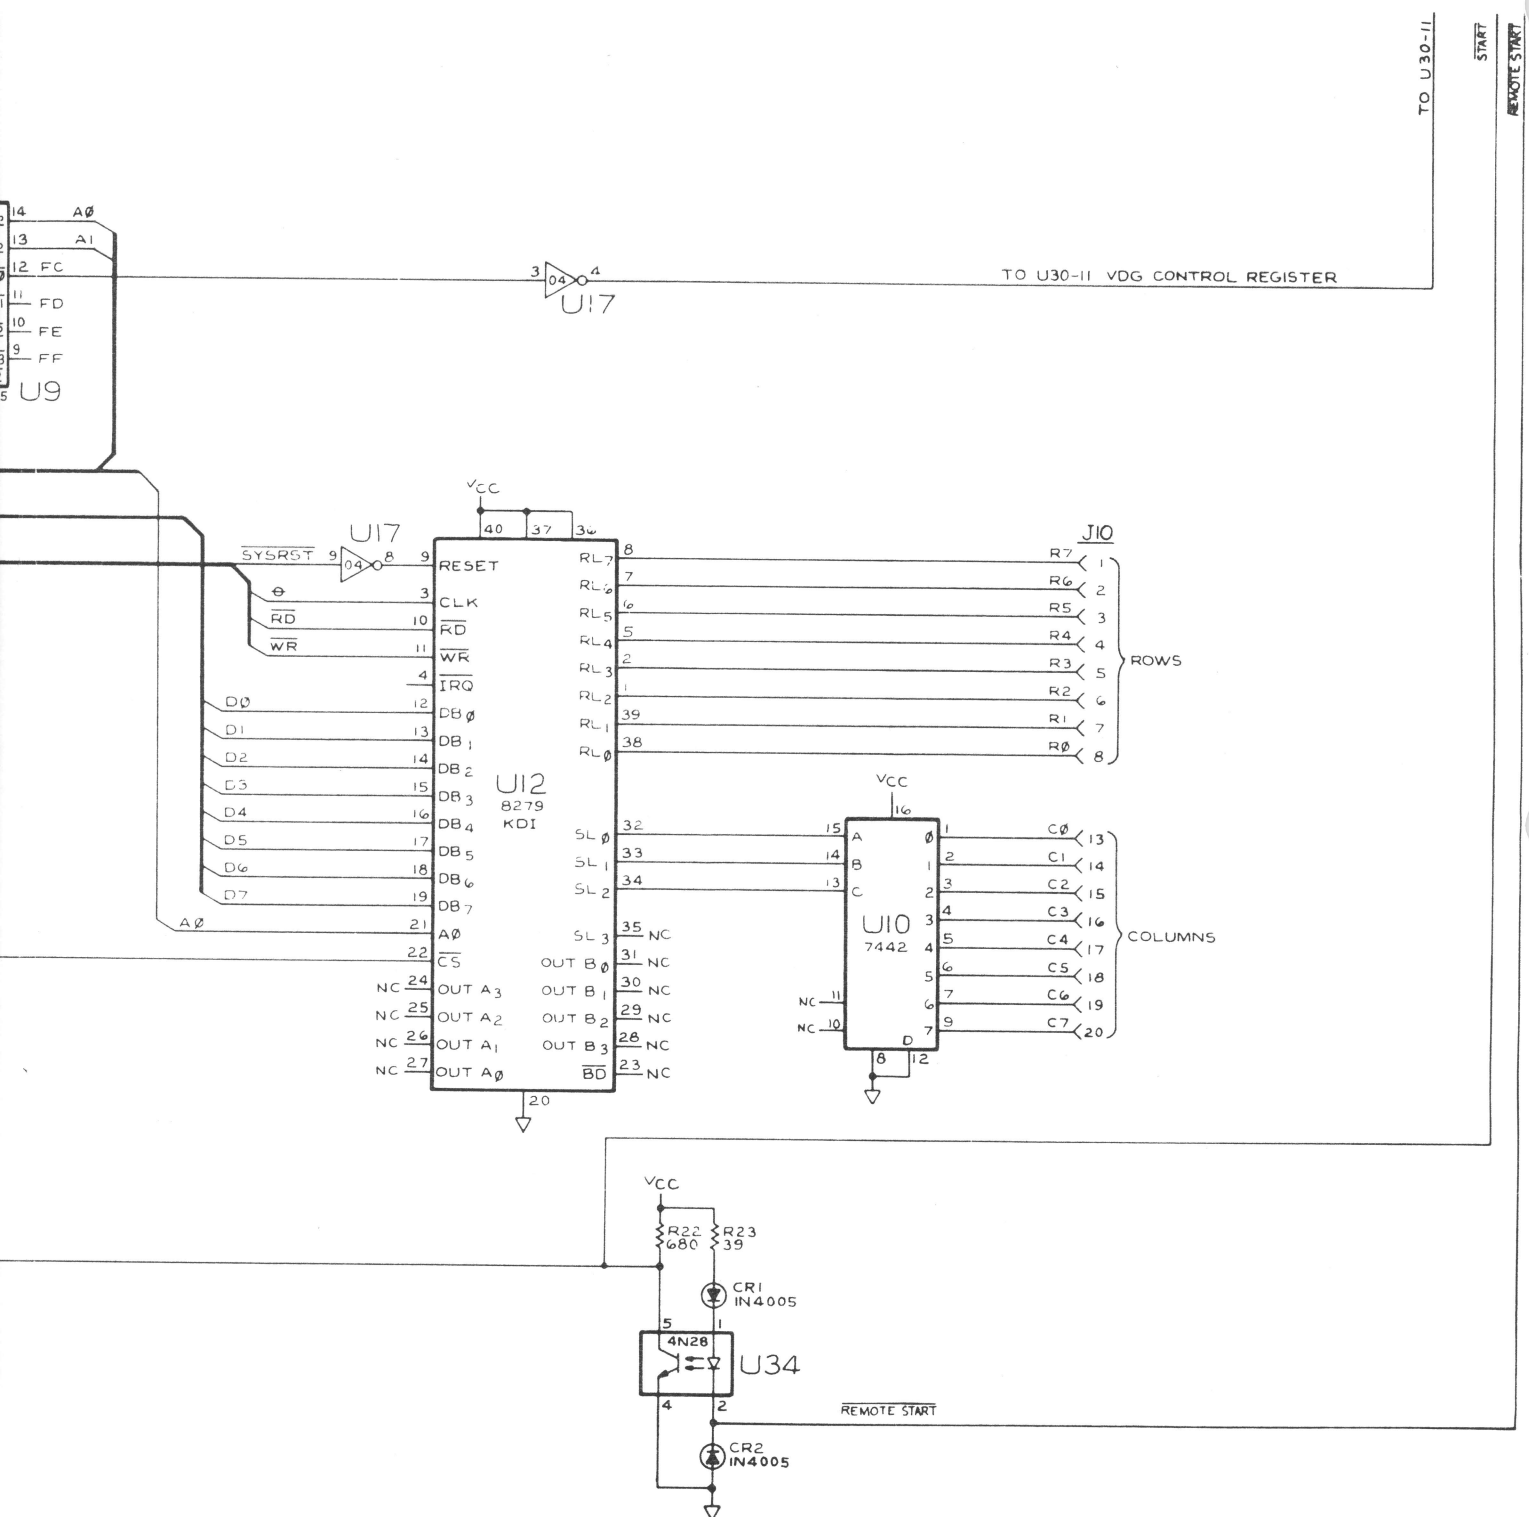 TO U30-11
START
REMOTE START
14 AØ
13 A1
12 FC
11 FD
10 FE
9 FF
U9
5
3 04 4
U17
TO U30-11 VDG CONTROL REGISTER
VCC
40 37 36
U17
SYSRST 9 04 8 9 RESET
Θ 3 CLK
RD 10 RD
WR 11 WR
4 IRQ
DØ 12 DBØ
D1 13 DB1
D2 14 DB2
D3 15 DB3
D4 16 DB4
D5 17 DB5
D6 18 DB6
D7 19 DB7
AØ 21 AØ
22 CS
NC 24 OUT A3
NC 25 OUT A2
NC 26 OUT A1
NC 27 OUT AØ
U12
8279
KDI
20
J10
RL7 8 R7 1
RL6 7 R6 2
RL5 6 R5 3
RL4 5 R4 4
RL3 2 R3 5
RL2 1 R2 6
RL1 39 R1 7
RLØ 38 RØ 8
ROWS
SLØ 32 15 A
SL1 33 14 B
SL2 34 13 C
SL3 35 NC
OUT BØ 31 NC
OUT B1 30 NC
OUT B2 29 NC
OUT B3 28 NC
BD 23 NC
VCC
16
U10
7442
NC 11
NC 10
D
8 12
Ø 1 CØ 13
1 2 C1 14
2 3 C2 15
3 4 C3 16
4 5 C4 17
5 6 C5 18
6 7 C6 19
7 9 C7 20
COLUMNS
VCC
R22 R23
680 39
CR1
1N4005
5 1
4N28
U34
4 2
REMOTE START
CR2
1N4005